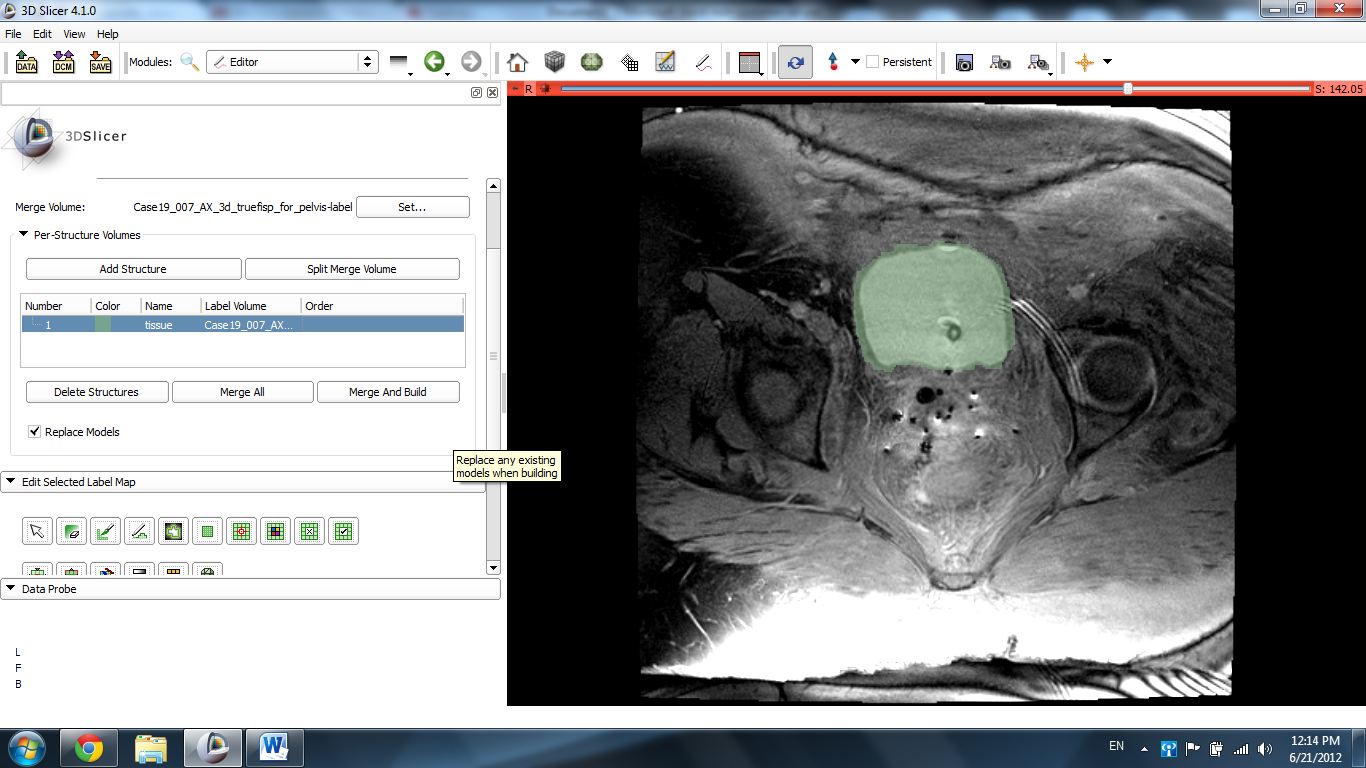 3D Slicer 4.1.0
File Edit View Help
DATA DCM SAVE Modules: Editor Persistent
R S: 142.05
3DSlicer
Merge Volume: Case19_007_AX_3d_truefisp_for_pelvis-label Set...
Per-Structure Volumes
Add Structure Split Merge Volume
Number Color Name Label Volume Order
1 tissue Case19_007_AX...
Delete Structures Merge All Merge And Build
Replace Models
Replace any existing
models when building
Edit Selected Label Map
Data Probe
L
F
B
EN 12:14 PM
6/21/2012